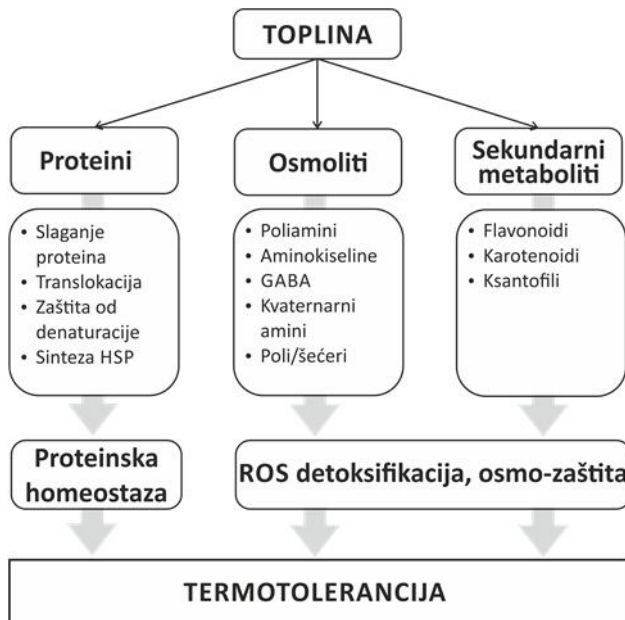 TOPLINA
Proteini
Osmoliti
Sekundarni
metaboliti
• Slaganje
proteina
• Translokacija
• Zaštita od
denaturacije
• Sinteza HSP
• Poliamini
• Aminokiseline
• GABA
• Kvaternarni
amini
• Poli/šećeri
• Flavonoidi
• Karotenoidi
• Ksantofili
Proteinska
homeostaza
ROS detoksifikacija, osmo-zaštita
TERMOTOLERANCIJA